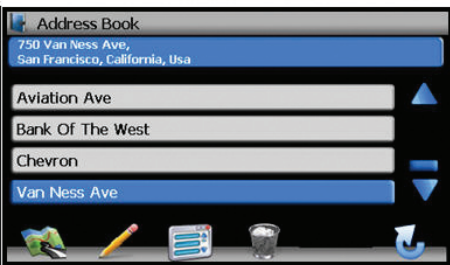 Address Book
750 Van Ness Ave,
San Francisco, California, Usa
Aviation Ave
Bank Of The West
Chevron
Van Ness Ave